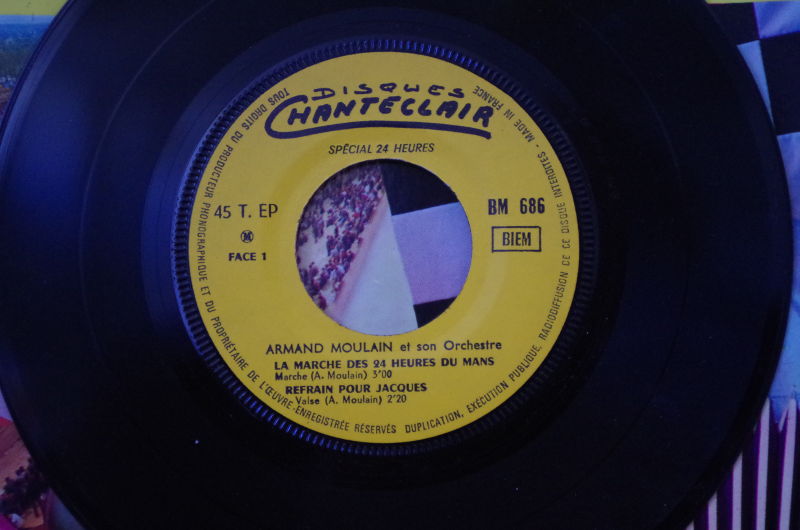 DISQUES
CHANTECLAIR
SPÉCIAL 24 HEURES
45 T. EP
BM 686
M
BIEM
FACE 1
ARMAND MOULAIN et son Orchestre
LA MARCHE DES 24 HEURES DU MANS
Marche (A. Moulain) 3'00
REFRAIN POUR JACQUES
Valse (A. Moulain) 2'20
TOUS DROITS DU PRODUCTEUR PHONOGRAPHIQUE ET DU PROPRIÉTAIRE DE L'ŒUVRE ENREGISTRÉE RÉSERVÉS DUPLICATION, EXÉCUTION PUBLIQUE, RADIODIFFUSION DE CE DISQUE INTERDITES - MADE IN FRANCE